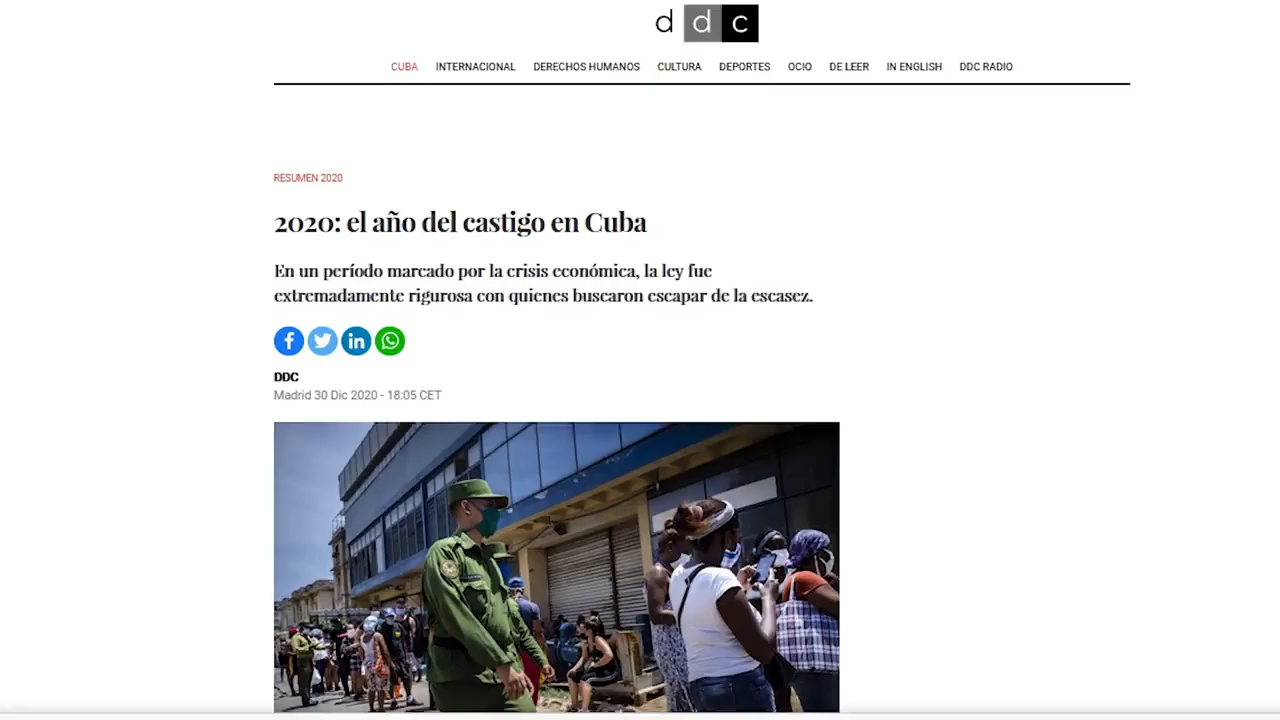 d d c
CUBA INTERNACIONAL DERECHOS HUMANOS CULTURA DEPORTES OCIO DE LEER IN ENGLISH DDC RADIO
RESUMEN 2020
2020: el año del castigo en Cuba
En un período marcado por la crisis económica, la ley fue
extremadamente rigurosa con quienes buscaron escapar de la escasez.
DDC
Madrid 30 Dic 2020 - 18:05 CET